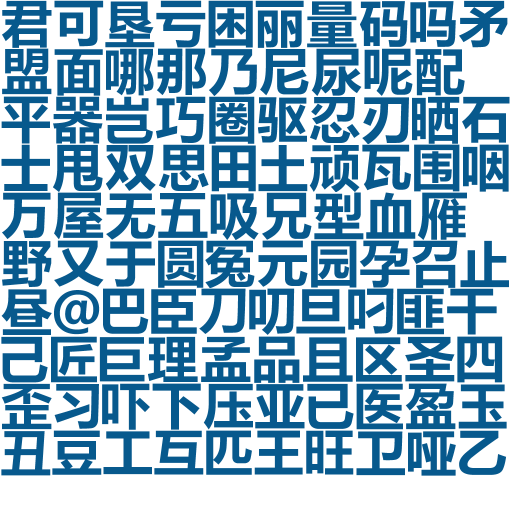 君可垦亏困丽量码吗矛
盟面哪那乃尼尿呢配
平器岂巧圈驱忍刃晒石
士甩双思田土顽瓦围咽
万屋无五吸兄型血雁
野又于圆冤元园孕召止
昼@巴臣刀叨旦叼匪干
己匠巨理孟品且区圣四
歪习吓下压亚已医盈玉
丑豆工互匹王旺卫哑乙